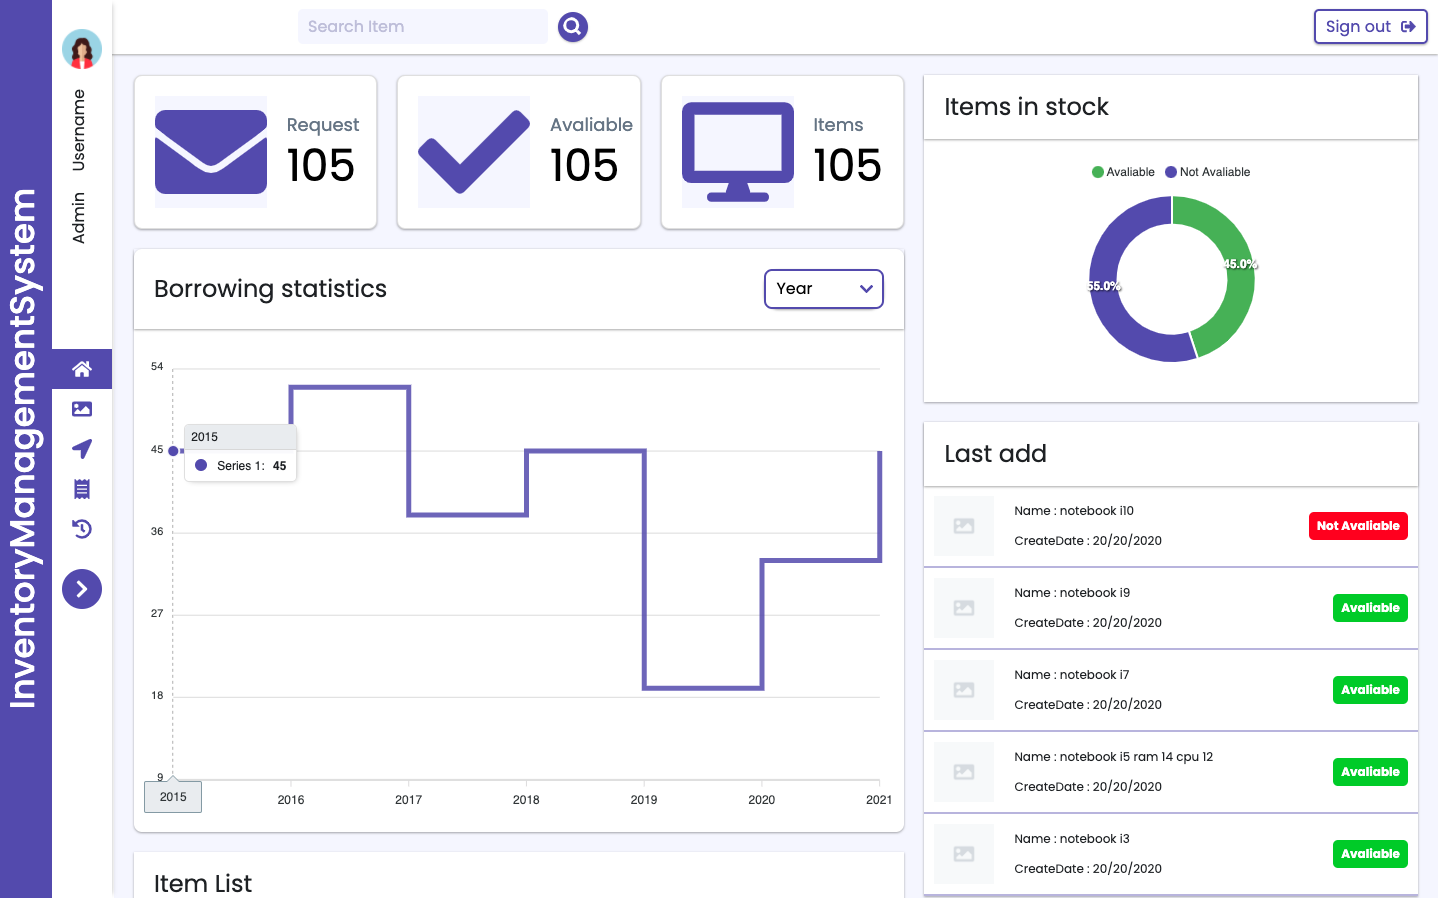 InventoryManagementSystem
Username
Admin
Search Item
Sign out
Request
105
Avaliable
105
Items
105
Borrowing statistics
Year
54
45
36
27
18
9
2015
Series 1: 45
2015
2016
2017
2018
2019
2020
2021
Item List
Items in stock
Avaliable
Not Avaliable
45.0%
55.0%
Last add
Name : notebook i10
CreateDate : 20/20/2020
Not Avaliable
Name : notebook i9
CreateDate : 20/20/2020
Avaliable
Name : notebook i7
CreateDate : 20/20/2020
Avaliable
Name : notebook i5 ram 14 cpu 12
CreateDate : 20/20/2020
Avaliable
Name : notebook i3
CreateDate : 20/20/2020
Avaliable